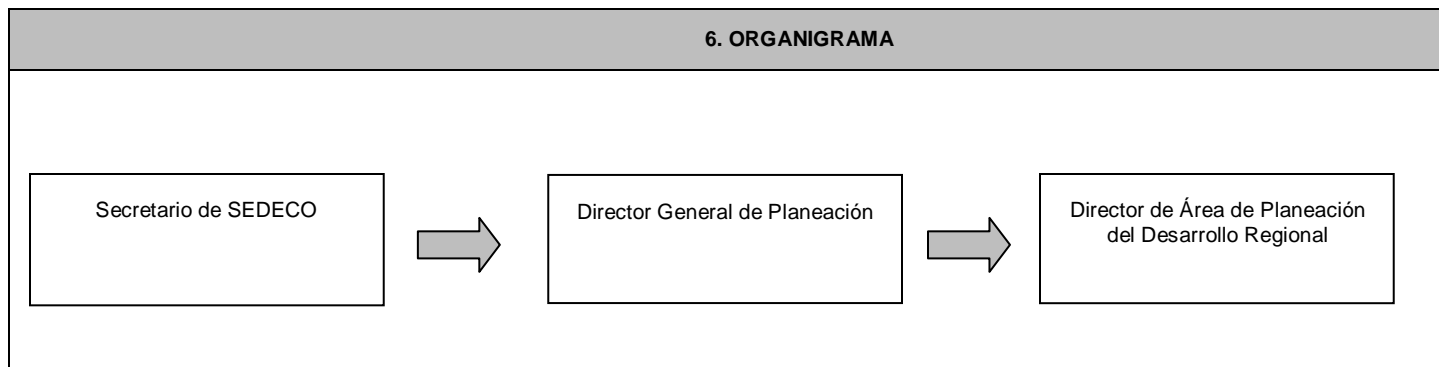 6. ORGANIGRAMA
Secretario de SEDECO
Director General de Planeación
Director de Área de Planeación
del Desarrollo Regional